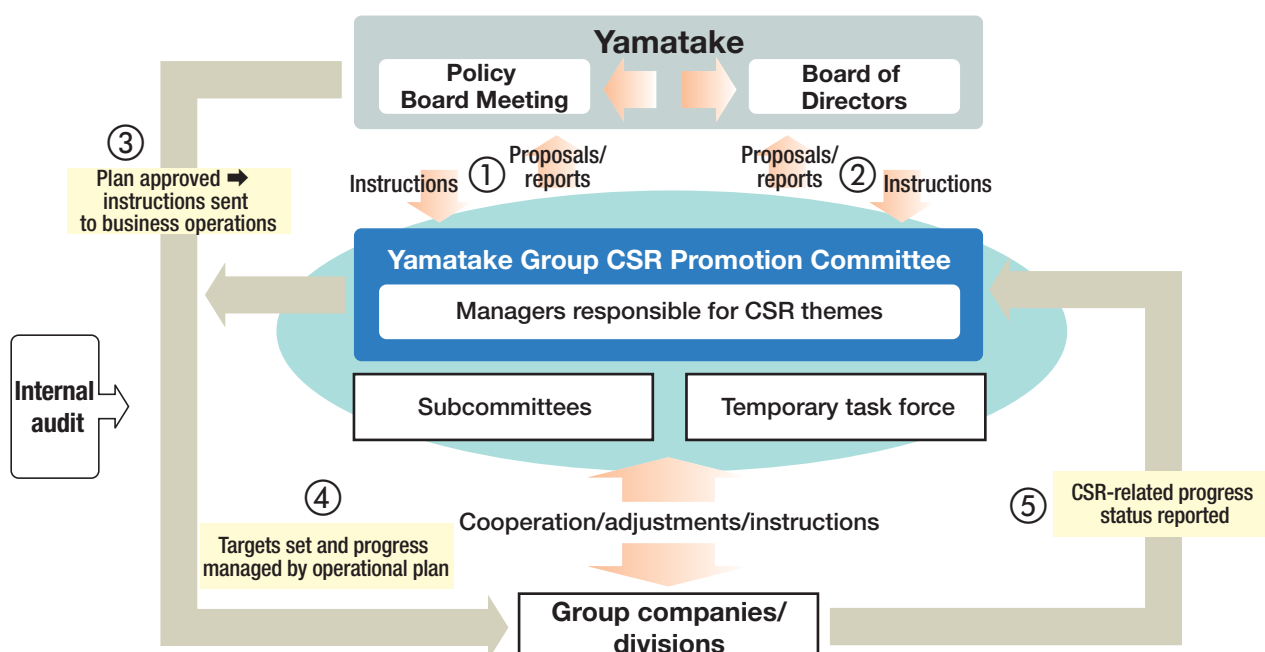 Yamatake
Policy
Board Meeting
Board of
Directors
③
Plan approved ➡
instructions sent
to business operations
Instructions
①
Proposals/
reports
Proposals/
reports
②
Instructions
Yamatake Group CSR Promotion Committee
Managers responsible for CSR themes
Internal
audit
Subcommittees
Temporary task force
④
Targets set and progress
managed by operational plan
Cooperation/adjustments/instructions
⑤
CSR-related progress
status reported
Group companies/
divisions